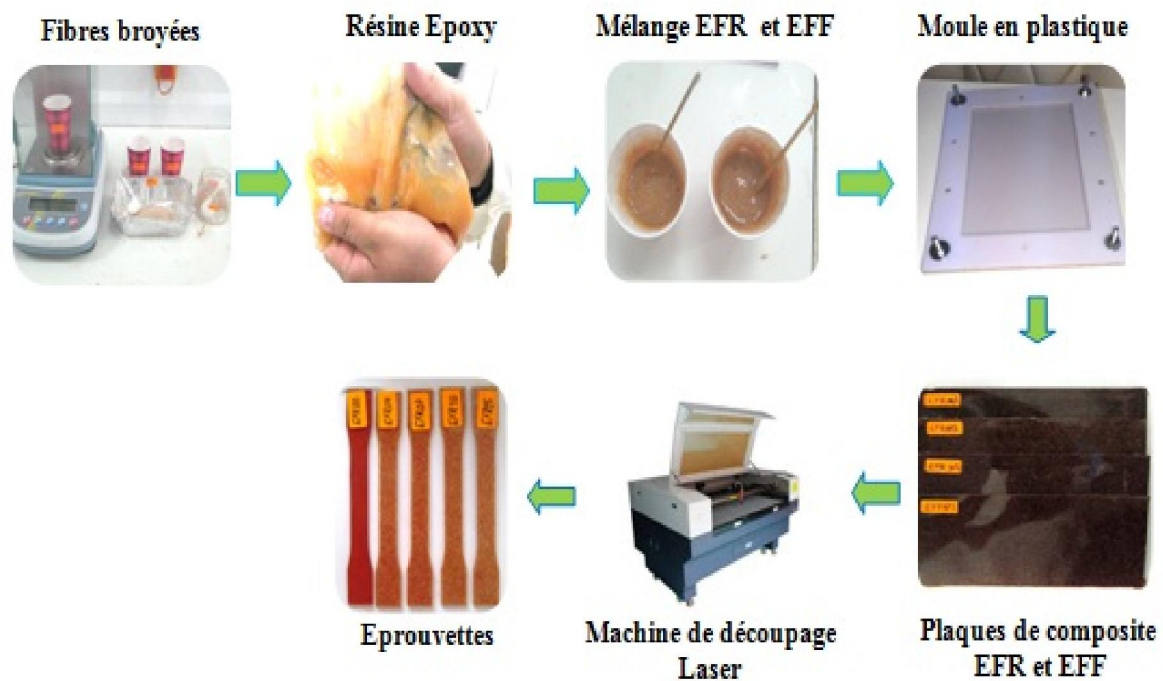 Fibres broyées
Résine Epoxy
Mélange EFR et EFF
Moule en plastique
Eprouvettes
Machine de découpage
Laser
Plaques de composite
EFR et EFF